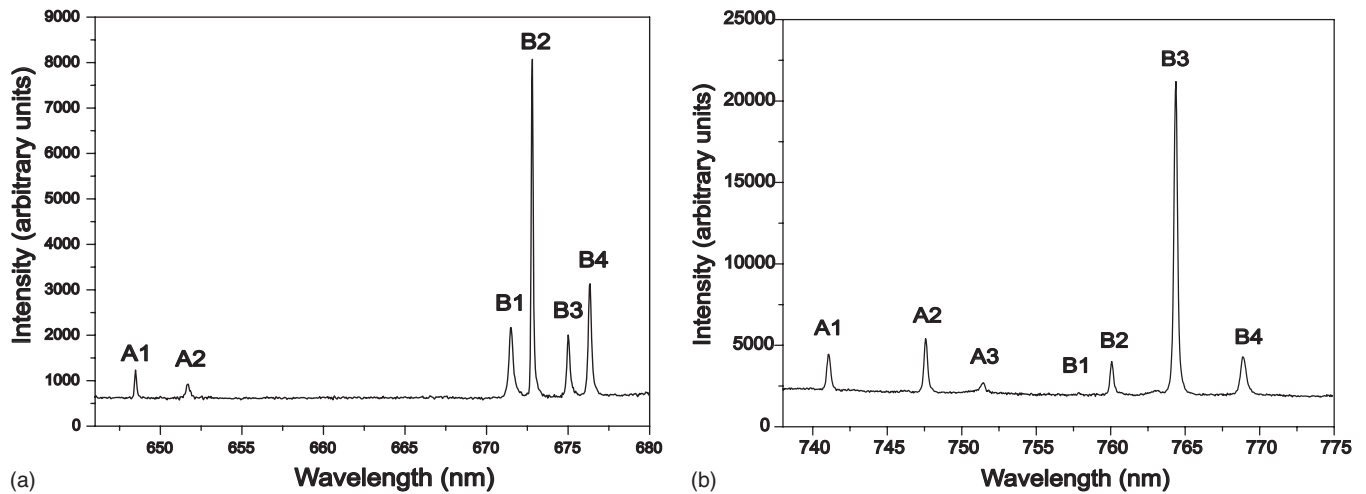 9000
8000
7000
6000
5000
4000
3000
2000
1000
0
Intensity (arbitrary units)
A1
A2
B1
B2
B3
B4
650
655
660
665
670
675
680
Wavelength (nm)
(a)
25000
20000
15000
10000
5000
0
Intensity (arbitrary units)
A1
A2
A3
B1
B2
B3
B4
740
745
750
755
760
765
770
775
Wavelength (nm)
(b)